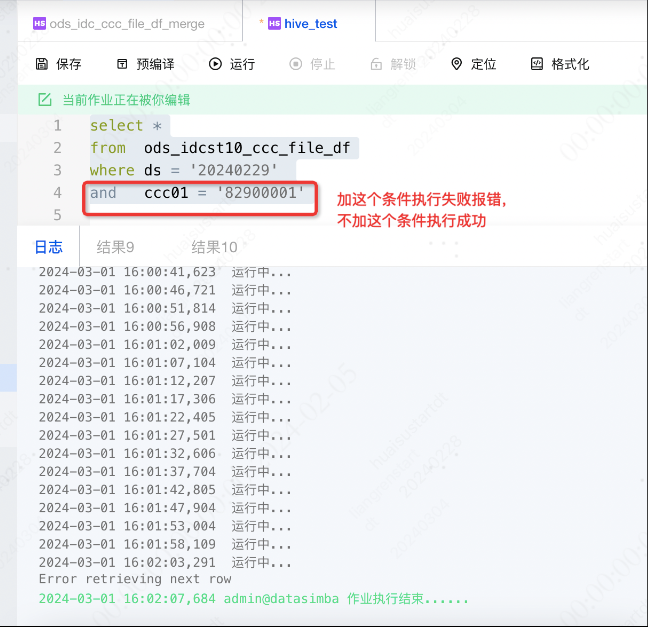 ods_idc_ccc_file_df_merge
* hive_test
保存 预编译 运行 停止 解锁 定位 格式化
当前作业正在被你编辑
1 select *
2 from ods_idcst10_ccc_file_df
3 where ds = '20240229'
4 and ccc01 = '82900001'
5
加这个条件执行失败报错，
不加这个条件执行成功
日志 结果9 结果10
2024-03-01 16:00:41,623 运行中...
2024-03-01 16:00:46,721 运行中...
2024-03-01 16:00:51,814 运行中...
2024-03-01 16:00:56,908 运行中...
2024-03-01 16:01:02,009 运行中...
2024-03-01 16:01:07,104 运行中...
2024-03-01 16:01:12,207 运行中...
2024-03-01 16:01:17,306 运行中...
2024-03-01 16:01:22,405 运行中...
2024-03-01 16:01:27,501 运行中...
2024-03-01 16:01:32,606 运行中...
2024-03-01 16:01:37,704 运行中...
2024-03-01 16:01:42,805 运行中...
2024-03-01 16:01:47,904 运行中...
2024-03-01 16:01:53,004 运行中...
2024-03-01 16:01:58,109 运行中...
2024-03-01 16:02:03,291 运行中...
Error retrieving next row
2024-03-01 16:02:07,684 admin@datasimba 作业执行结束......